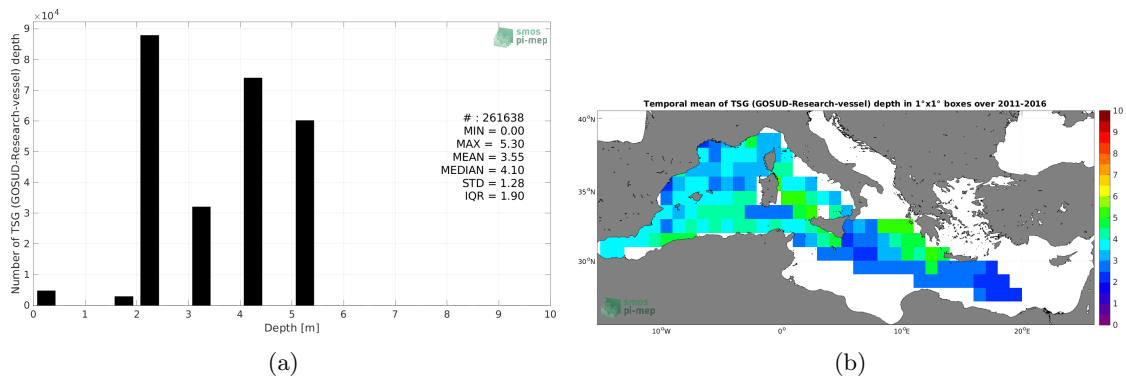 ×10⁴
9
8
7
6
5
4
3
2
1
0
Number of TSG (GOSUD-Research-vessel) depth
smos
pi-mep
# : 261638
MIN = 0.00
MAX = 5.30
MEAN = 3.55
MEDIAN = 4.10
STD = 1.28
IQR = 1.90
0 1 2 3 4 5 6 7 8 9 10
Depth [m]
(a)
Temporal mean of TSG (GOSUD-Research-vessel) depth in 1°x1° boxes over 2011-2016
40°N
35°N
30°N
smos
pi-mep
10°W 0° 10°E 20°E
10
9
8
7
6
5
4
3
2
1
0
(b)